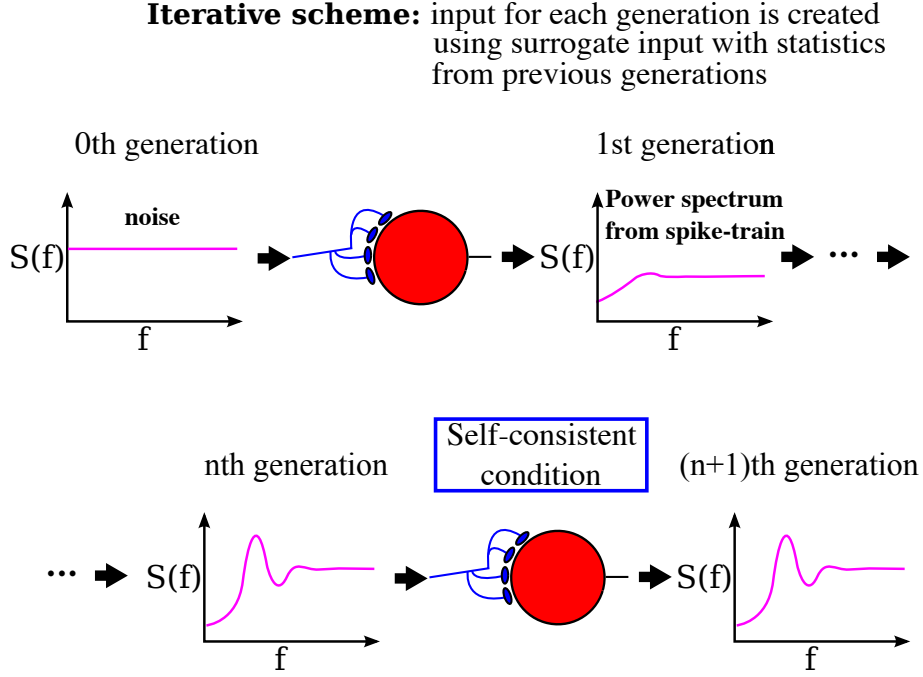 Iterative scheme: input for each generation is created
using surrogate input with statistics
from previous generations
0th generation
1st generation
noise
S(f)
f
Power spectrum
from spike-train
S(f)
f
...
nth generation
Self-consistent
condition
(n+1)th generation
...
S(f)
f
S(f)
f